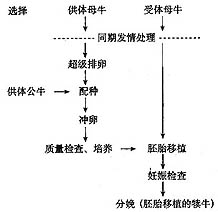 选择 供体母牛 受体母牛
同期发情处理
超级排卵
供体公牛 配种
冲卵
质量检查、培养 胚胎移植
妊娠检查
分娩（胚胎移植的犊牛）